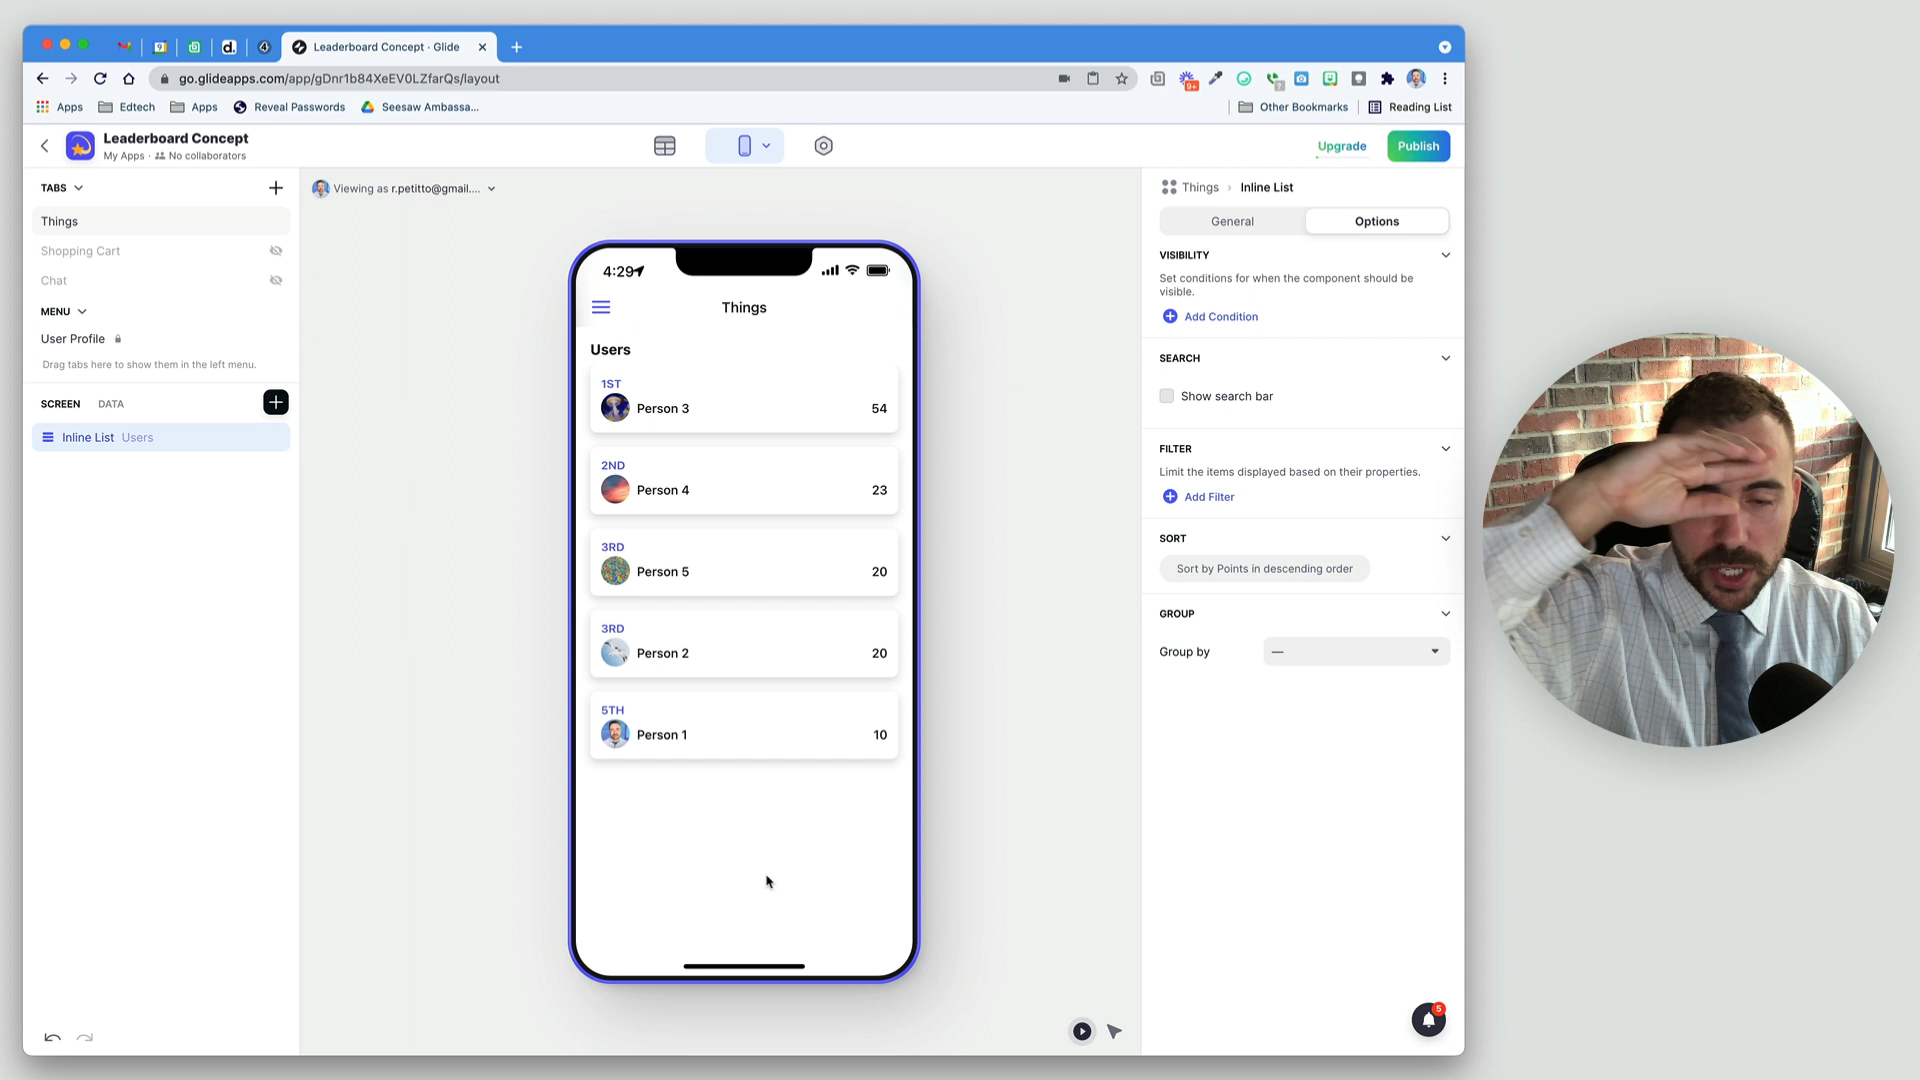 Leaderboard Concept · Glide
go.glideapps.com/app/gDnr1b84XeEV0LZfarQs/layout
9+
Apps
Edtech
Apps
Reveal Passwords
Seesaw Ambassa...
Other Bookmarks
Reading List
Leaderboard Concept
My Apps · No collaborators
Upgrade
Publish
TABS
Things
Shopping Cart
Chat
MENU
User Profile
Drag tabs here to show them in the left menu.
SCREEN
DATA
Inline List Users
Viewing as r.petitto@gmail....
4:29
Things
Users
1ST
Person 3
54
2ND
Person 4
23
3RD
Person 5
20
3RD
Person 2
20
5TH
Person 1
10
Things › Inline List
General
Options
VISIBILITY
Set conditions for when the component should be
visible.
Add Condition
SEARCH
Show search bar
FILTER
Limit the items displayed based on their properties.
Add Filter
SORT
Sort by Points in descending order
GROUP
Group by
—
5